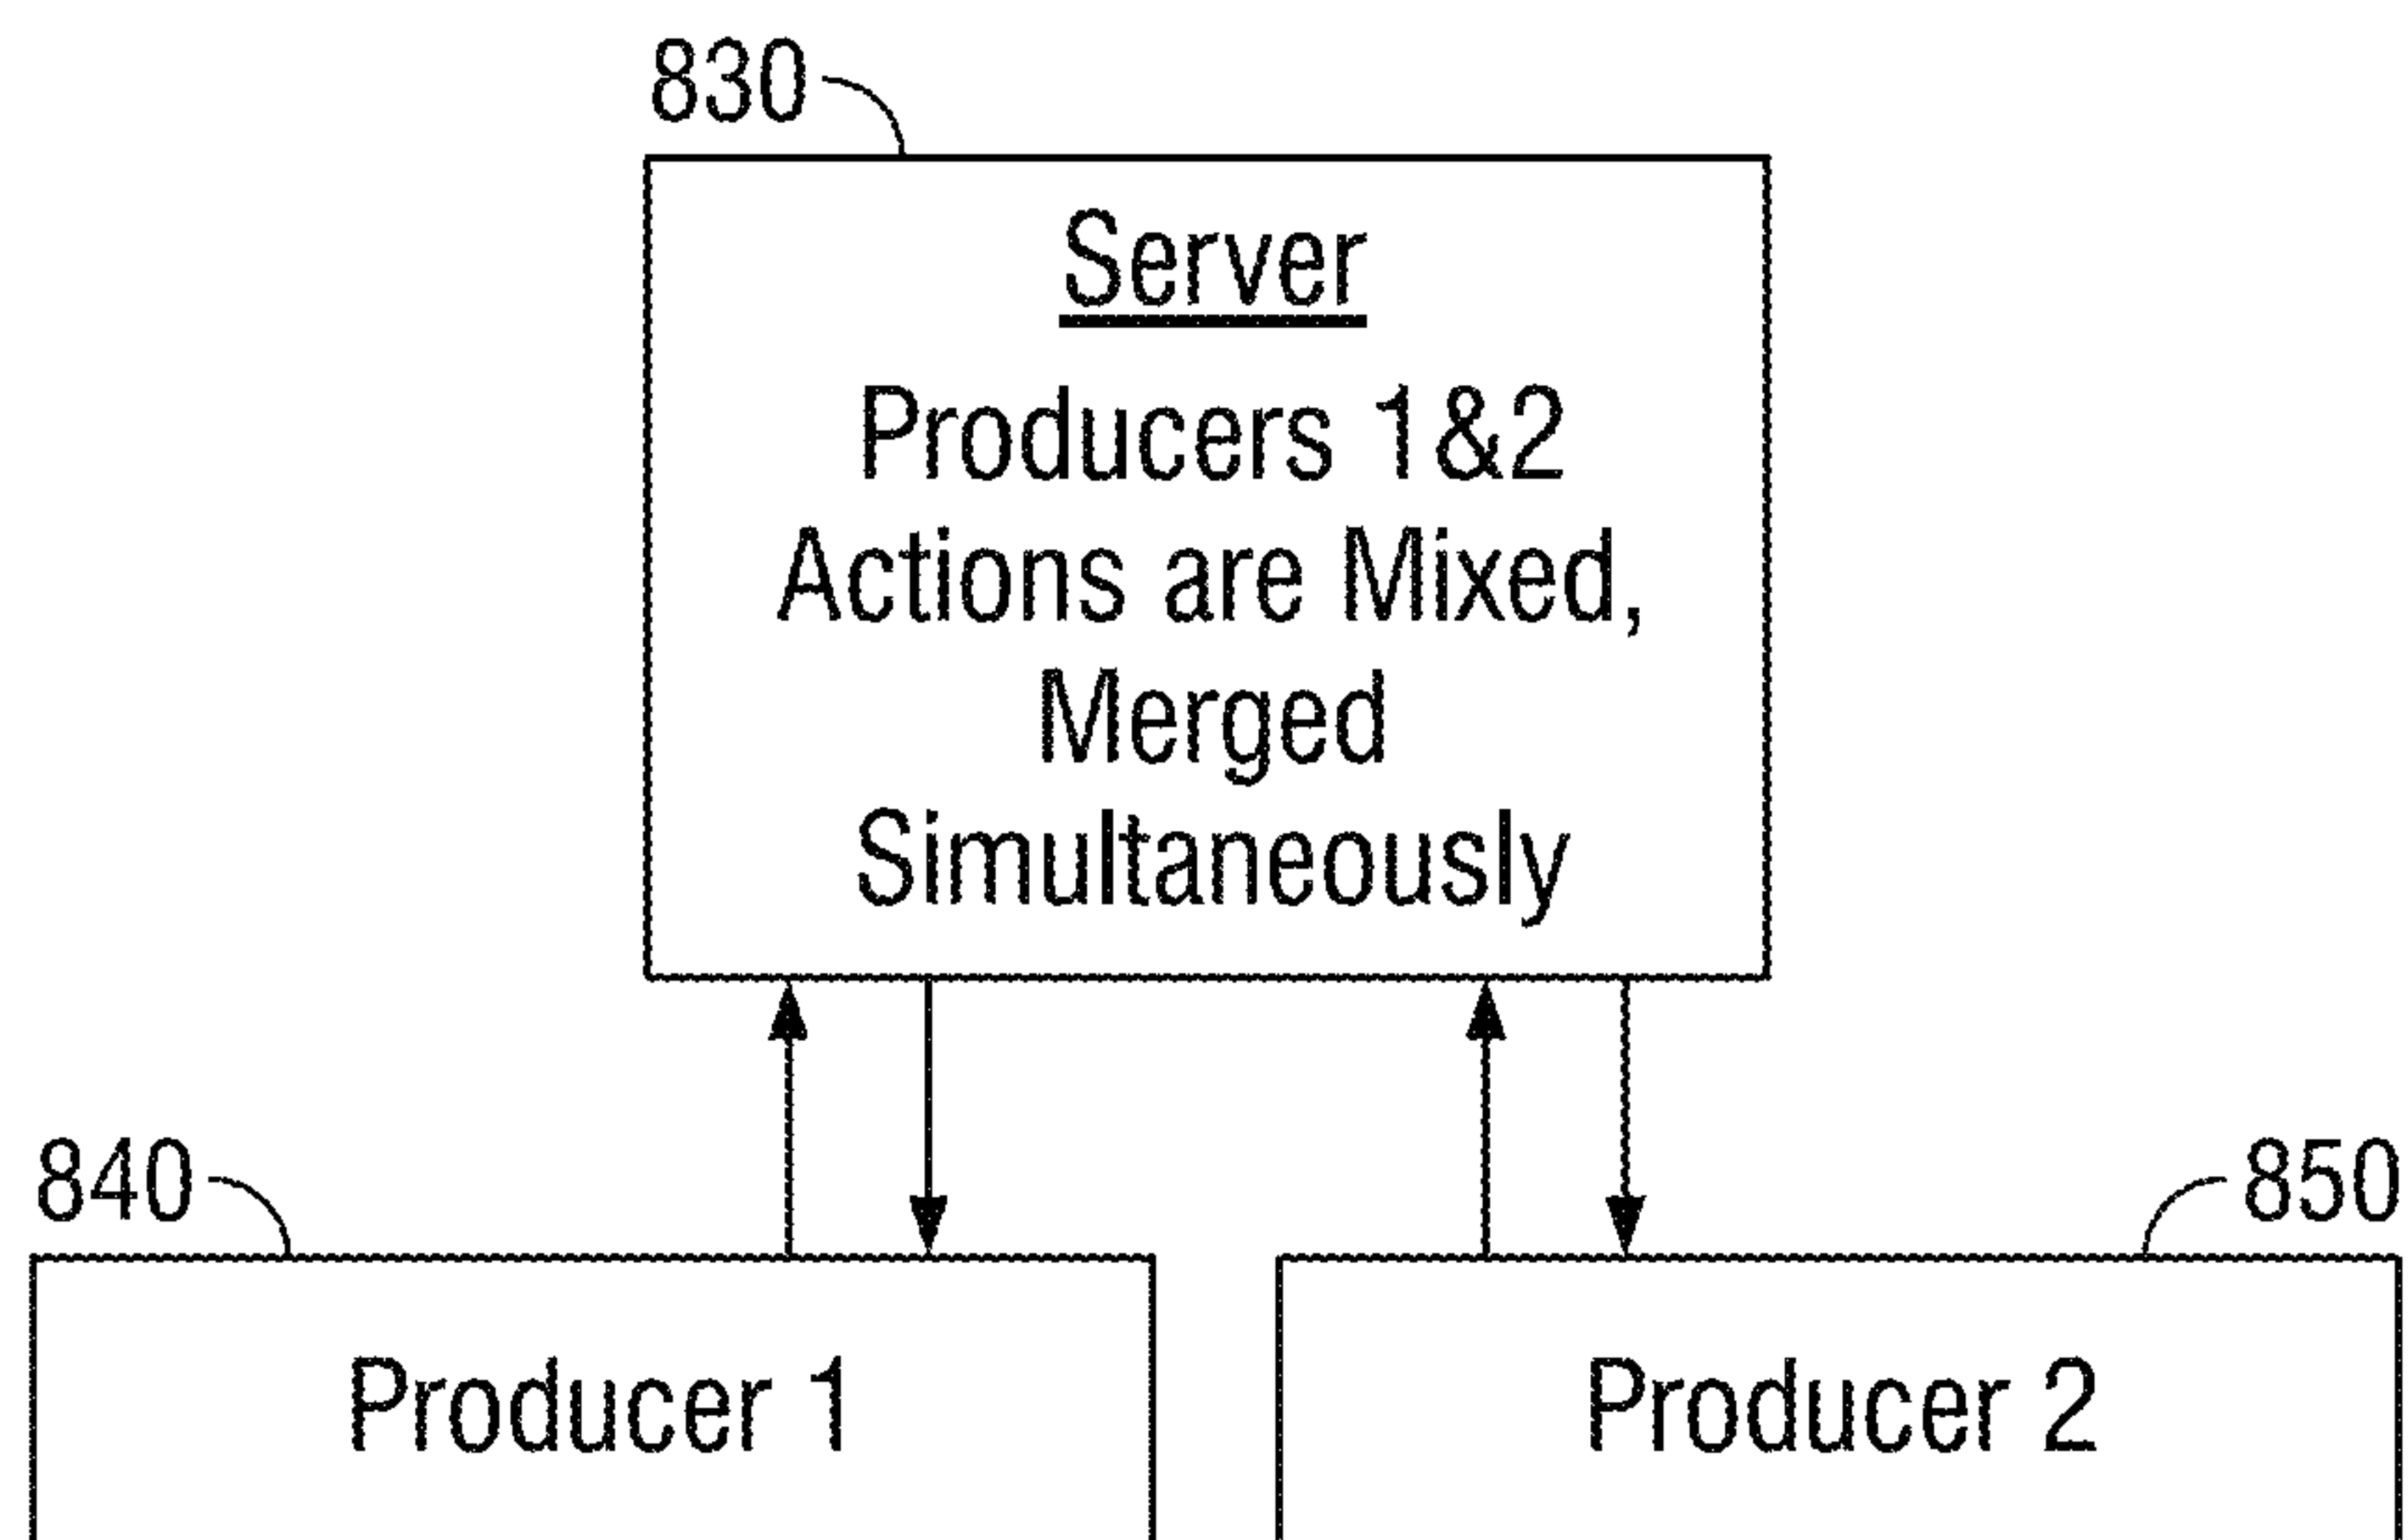 830
Server
Producers 1&2
Actions are Mixed,
Merged
Simultaneously
840
850
Producer 1
Producer 2